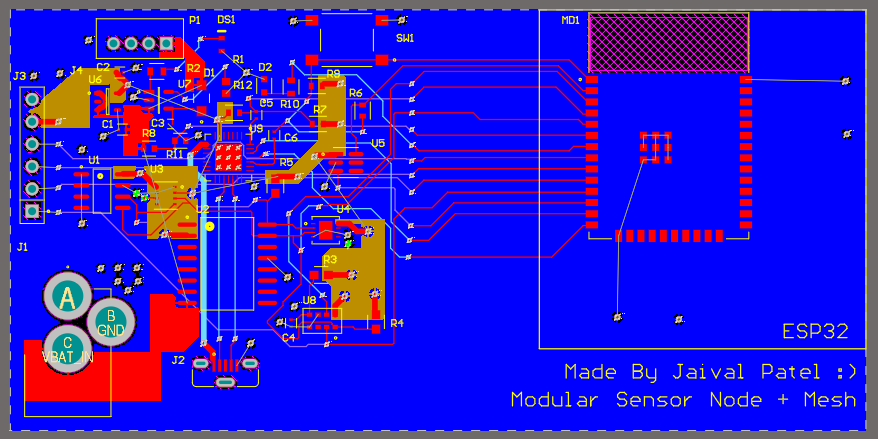 P1
DS1
SW1
MD1
J3
J4
C2
U6
R2
D1
U7
R1
D2
R12
R9
R10
R6
C5
R7
C1
C3
R8
U9
C6
U5
R11
U1
U3
R5
U2
U4
J1
R3
U8
R4
C4
J2
A
B
GND
C
VBAT_IN
ESP32
Made By Jaival Patel :)
Modular Sensor Node + Mesh